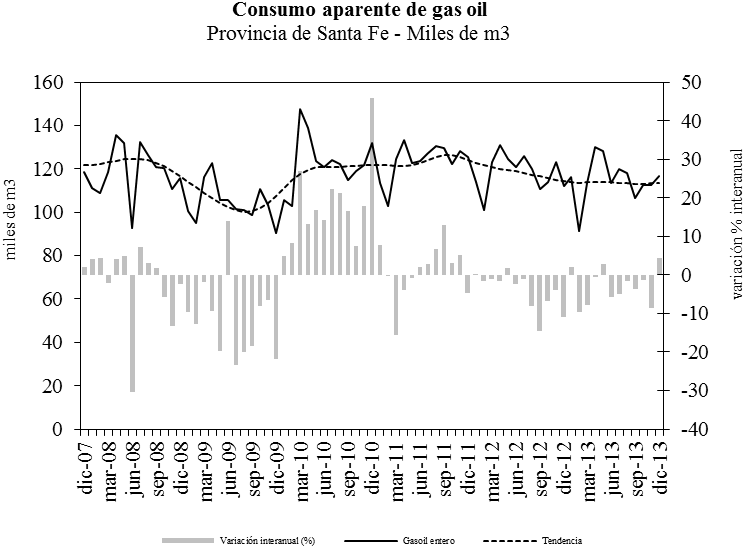 Consumo aparente de gas oil
Provincia de Santa Fe - Miles de m3
160
140
120
100
80
60
40
20
0
miles de m3
50
40
30
20
10
0
-10
-20
-30
-40
variación % interanual
dic-07
mar-08
jun-08
sep-08
dic-08
mar-09
jun-09
sep-09
dic-09
mar-10
jun-10
sep-10
dic-10
mar-11
jun-11
sep-11
dic-11
mar-12
jun-12
sep-12
dic-12
mar-13
jun-13
sep-13
dic-13
Variación interanual (%)
Gasoil entero
Tendencia